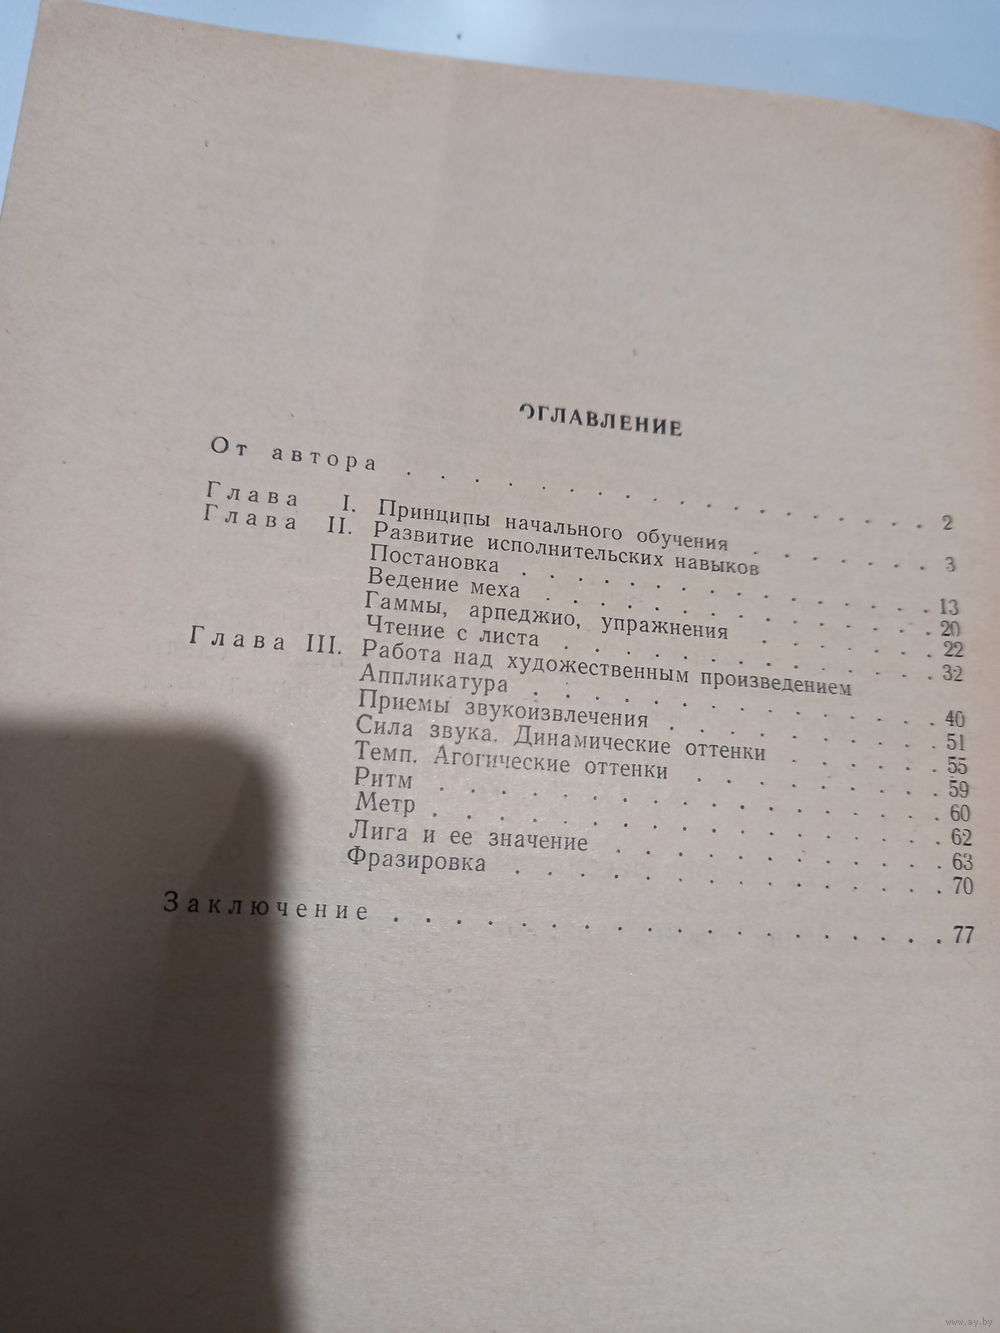 ОГЛАВЛЕНИЕ
От автора . . . . . . . . . . . . . . . . 2
Глава I. Принципы начального обучения . . . . . . . 3
Глава II. Развитие исполнительских навыков
Постановка . . . . . . . . . . . . . 13
Ведение меха . . . . . . . . . . . . 20
Гаммы, арпеджио, упражнения . . . . . . 22
Чтение с листа . . . . . . . . . . . . 32
Глава III. Работа над художественным произведением
Аппликатура . . . . . . . . . . . . . 40
Приемы звукоизвлечения . . . . . . . . 51
Сила звука. Динамические оттенки . . . . . 55
Темп. Агогические оттенки . . . . . . . . 59
Ритм . . . . . . . . . . . . . . . . 60
Метр . . . . . . . . . . . . . . . . 62
Лига и ее значение . . . . . . . . . . 63
Фразировка . . . . . . . . . . . . . 70
Заключение . . . . . . . . . . . . . . . . . 77
www.ay.by